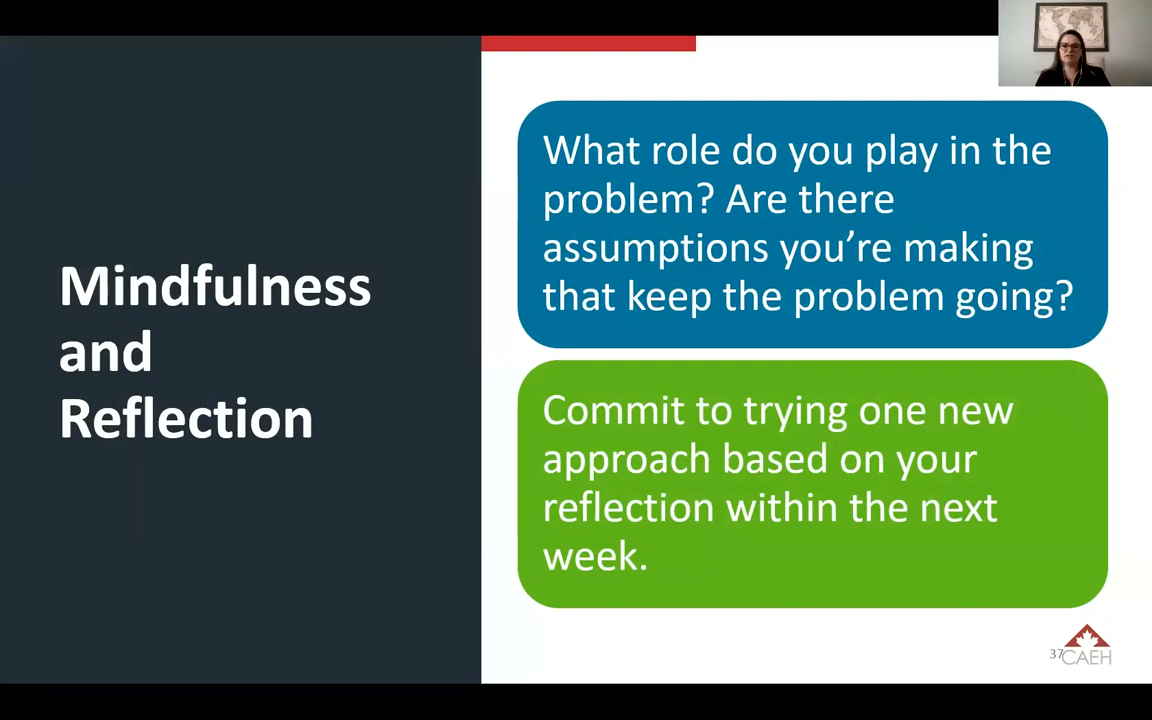 Mindfulness
and
Reflection
What role do you play in the
problem? Are there
assumptions you’re making
that keep the problem going?
Commit to trying one new
approach based on your
reflection within the next
week.
37
CAEH